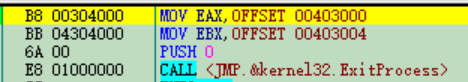 B8 00304000 MOV EAX,OFFSET 00403000
BB 04304000 MOV EBX,OFFSET 00403004
6A 00 PUSH 0
E8 01000000 CALL <JMP.&kernel32.ExitProcess>